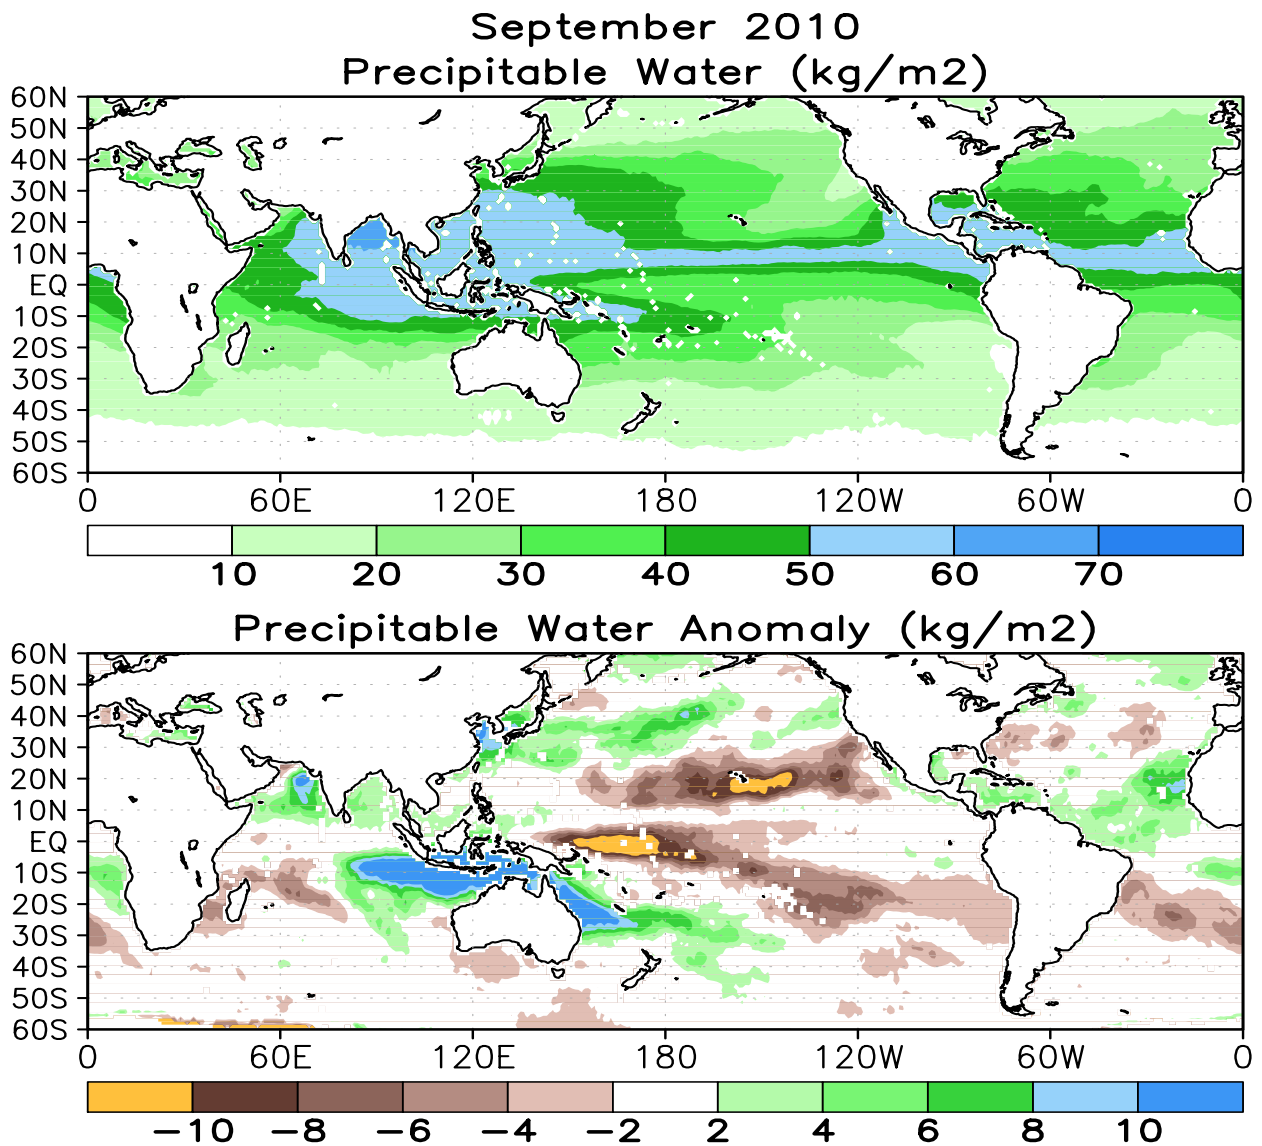 September 2010
Precipitable Water (kg/m2)
60N
50N
40N
30N
20N
10N
EQ
10S
20S
30S
40S
50S
60S
0 60E 120E 180 120W 60W 0
10 20 30 40 50 60 70
Precipitable Water Anomaly (kg/m2)
60N
50N
40N
30N
20N
10N
EQ
10S
20S
30S
40S
50S
60S
0 60E 120E 180 120W 60W 0
−10 −8 −6 −4 −2 2 4 6 8 10